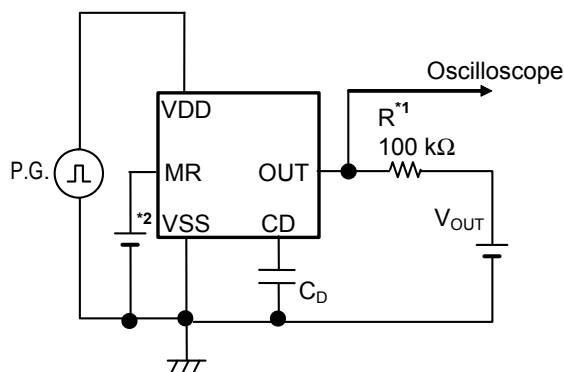 Oscilloscope
VDD
R*1
100 kΩ
P.G.
MR
OUT
*2
VSS
CD
VOUT
CD